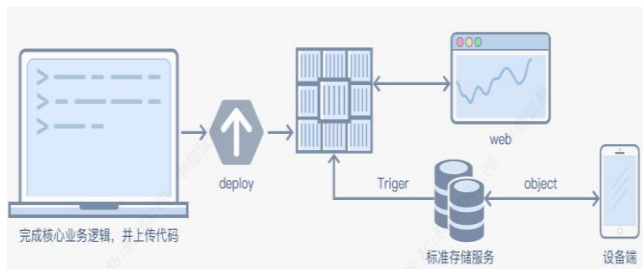 web
deploy
Triger
object
完成核心业务逻辑，并上传代码
标准存储服务
设备端